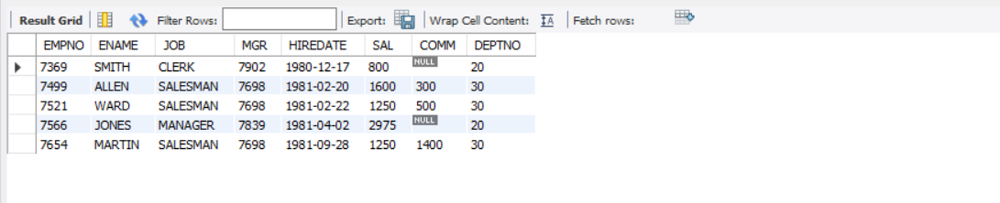 Result Grid Filter Rows: Export: Wrap Cell Content: Fetch rows:
EMPNO ENAME JOB MGR HIREDATE SAL COMM DEPTNO
7369 SMITH CLERK 7902 1980-12-17 800 NULL 20
7499 ALLEN SALESMAN 7698 1981-02-20 1600 300 30
7521 WARD SALESMAN 7698 1981-02-22 1250 500 30
7566 JONES MANAGER 7839 1981-04-02 2975 NULL 20
7654 MARTIN SALESMAN 7698 1981-09-28 1250 1400 30